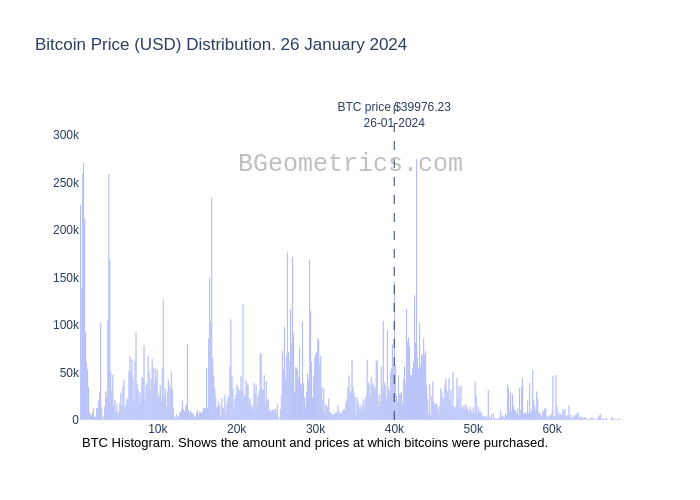 Bitcoin Price (USD) Distribution. 26 January 2024
BTC price $39976.23
26-01-2024
BGeometrics.com
300k
250k
200k
150k
100k
50k
0
10k 20k 30k 40k 50k 60k
BTC Histogram. Shows the amount and prices at which bitcoins were purchased.